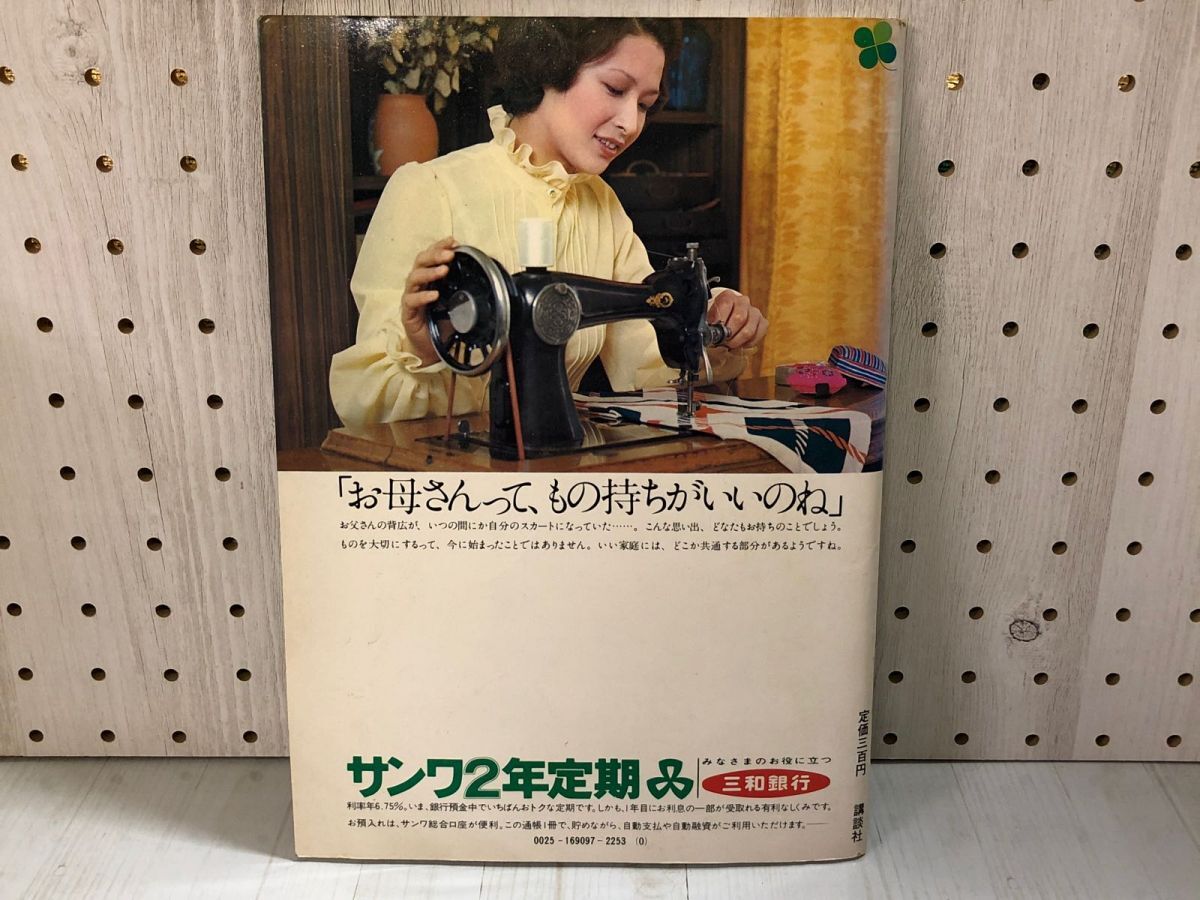 「お母さんって、もの持ちがいいのね」
お父さんの背広が、いつの間にか自分のスカートになっていた……。こんな思い出、どなたもお持ちのことでしょう。
ものを大切にするって、今に始まったことではありません。いい家庭には、どこか共通する部分があるようですね。
サンワ2年定期
みなさまのお役に立つ
三和銀行
利率年6.75%。いま、銀行預金中でいちばんおトクな定期です。しかも、1年目にお利息の一部が受取れる有利なしくみです。
お預入れは、サンワ総合口座が便利。この通帳1冊で、貯めながら、自動支払や自動融資がご利用いただけます。
0025-169097-2253 (0)
定価三百円 講談社